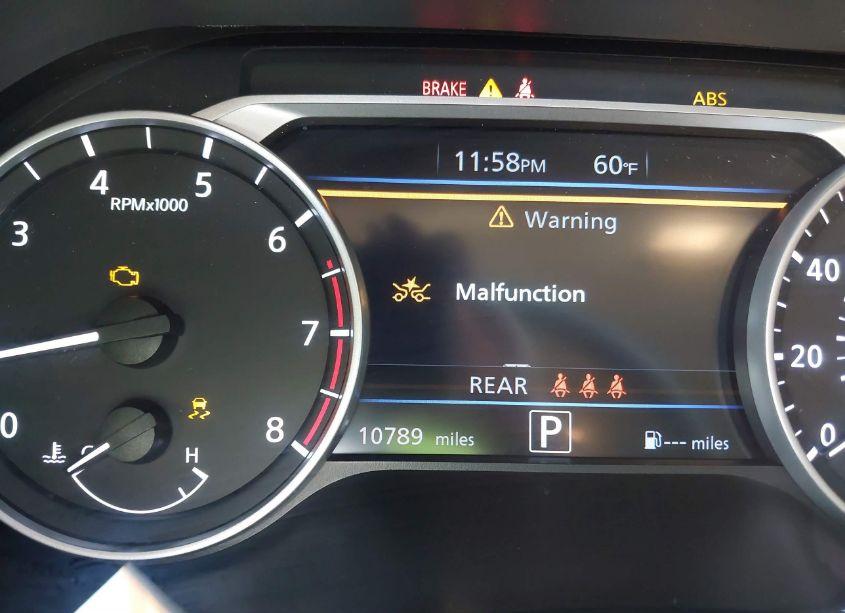 BRAKE
ABS
11:58PM 60°F
Warning
Malfunction
REAR
10789 miles P --- miles
3 4 5 6 7 8
RPMx1000
0
H
40
20
0